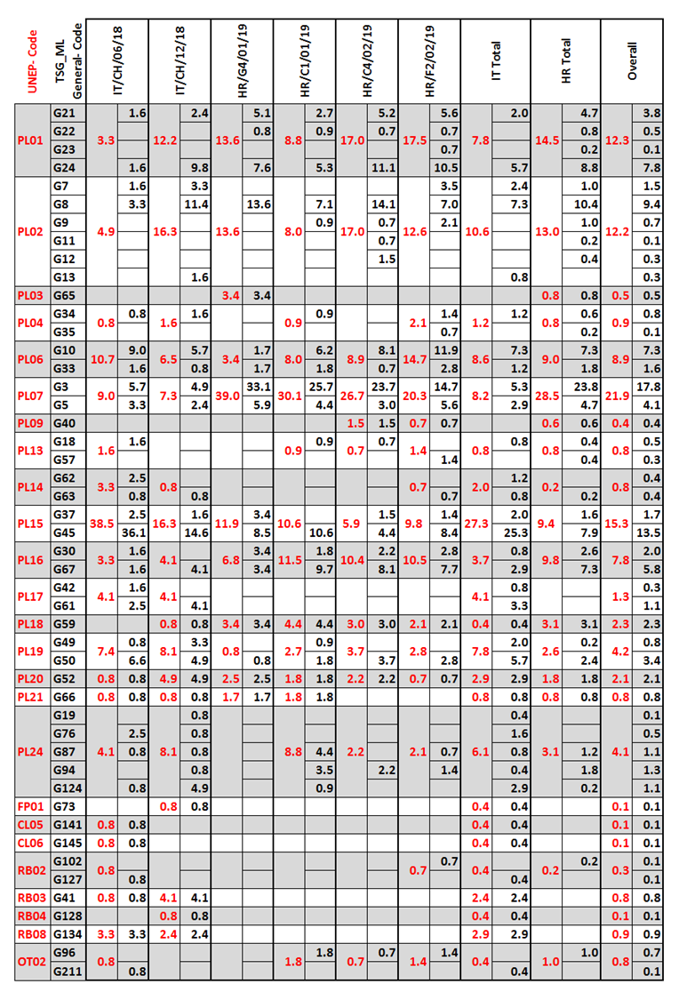 UNEP- Code TSG_ML General- Code IT/CH/06/18 IT/CH/12/18 HR/G4/01/19 HR/C1/01/19 HR/C4/02/19 HR/F2/02/19 IT Total HR Total Overall
G21 1.6 2.4 5.1 2.7 5.2 5.6 2.0 4.7 3.8
G22 0.8 0.9 0.7 0.7 0.8 0.5
PL01 3.3 12.2 13.6 8.8 17.0 17.5 7.8 14.5 12.3
G23 0.7 0.2 0.1
G24 1.6 9.8 7.6 5.3 11.1 10.5 5.7 8.8 7.8
G7 1.6 3.3 3.5 2.4 1.0 1.5
G8 3.3 11.4 13.6 7.1 14.1 7.0 7.3 10.4 9.4
G9 0.9 0.7 2.1 1.0 0.7
PL02 4.9 16.3 13.6 8.0 17.0 12.6 10.6 13.0 12.2
G11 0.7 0.2 0.1
G12 1.5 0.4 0.3
G13 1.6 0.8 0.3
PL03 G65 3.4 3.4 0.8 0.8 0.5 0.5
G34 0.8 1.6 0.9 1.4 1.2 0.6 0.8
PL04 0.8 1.6 0.9 2.1 1.2 0.8 0.9
G35 0.7 0.2 0.1
G10 9.0 5.7 1.7 6.2 8.1 11.9 7.3 7.3 7.3
PL06 10.7 6.5 3.4 8.0 8.9 14.7 8.6 9.0 8.9
G33 1.6 0.8 1.7 1.8 0.7 2.8 1.2 1.8 1.6
G3 5.7 4.9 33.1 25.7 23.7 14.7 5.3 23.8 17.8
PL07 9.0 7.3 39.0 30.1 26.7 20.3 8.2 28.5 21.9
G5 3.3 2.4 5.9 4.4 3.0 5.6 2.9 4.7 4.1
PL09 G40 1.5 1.5 0.7 0.7 0.6 0.6 0.4 0.4
G18 1.6 0.9 0.7 0.8 0.4 0.5
PL13 1.6 0.9 0.7 1.4 0.8 0.8 0.8
G57 1.4 0.4 0.3
G62 2.5 1.2 0.4
PL14 3.3 0.8 0.7 2.0 0.2 0.8
G63 0.8 0.8 0.7 0.8 0.2 0.4
G37 2.5 1.6 3.4 1.5 1.4 2.0 1.6 1.7
PL15 38.5 16.3 11.9 10.6 5.9 9.8 27.3 9.4 15.3
G45 36.1 14.6 8.5 10.6 4.4 8.4 25.3 7.9 13.5
G30 1.6 3.4 1.8 2.2 2.8 0.8 2.6 2.0
PL16 3.3 4.1 6.8 11.5 10.4 10.5 3.7 9.8 7.8
G67 1.6 4.1 3.4 9.7 8.1 7.7 2.9 7.3 5.8
G42 1.6 0.8 0.3
PL17 4.1 4.1 4.1 1.3
G61 2.5 4.1 3.3 1.1
PL18 G59 0.8 0.8 3.4 3.4 4.4 4.4 3.0 3.0 2.1 2.1 0.4 0.4 3.1 3.1 2.3 2.3
G49 0.8 3.3 0.9 2.0 0.2 0.8
PL19 7.4 8.1 0.8 2.7 3.7 2.8 7.8 2.6 4.2
G50 6.6 4.9 0.8 1.8 3.7 2.8 5.7 2.4 3.4
PL20 G52 0.8 0.8 4.9 4.9 2.5 2.5 1.8 1.8 2.2 2.2 0.7 0.7 2.9 2.9 1.8 1.8 2.1 2.1
PL21 G66 0.8 0.8 0.8 0.8 1.7 1.7 1.8 1.8 0.8 0.8 0.8 0.8 0.8 0.8
G19 0.8 0.4 0.1
G76 2.5 0.8 1.6 0.5
PL24 4.1 8.1 8.8 2.2 2.1 6.1 3.1 4.1
G87 0.8 0.8 4.4 0.7 0.8 1.2 1.1
G94 0.8 3.5 2.2 1.4 0.4 1.8 1.3
G124 0.8 4.9 0.9 2.9 0.2 1.1
FP01 G73 0.8 0.8 0.4 0.4 0.1 0.1
CL05 G141 0.8 0.8 0.4 0.4 0.1 0.1
CL06 G145 0.8 0.8 0.4 0.4 0.1 0.1
G102 0.7 0.2 0.1
RB02 0.8 0.7 0.4 0.2 0.3
G127 0.8 0.4 0.1
RB03 G41 0.8 0.8 4.1 4.1 2.4 2.4 0.8 0.8
RB04 G128 0.8 0.8 0.4 0.4 0.1 0.1
RB08 G134 3.3 3.3 2.4 2.4 2.9 2.9 0.9 0.9
G96 1.8 0.7 1.4 1.0 0.7
OT02 0.8 1.8 0.7 1.4 0.4 1.0 0.8
G211 0.8 0.4 0.1